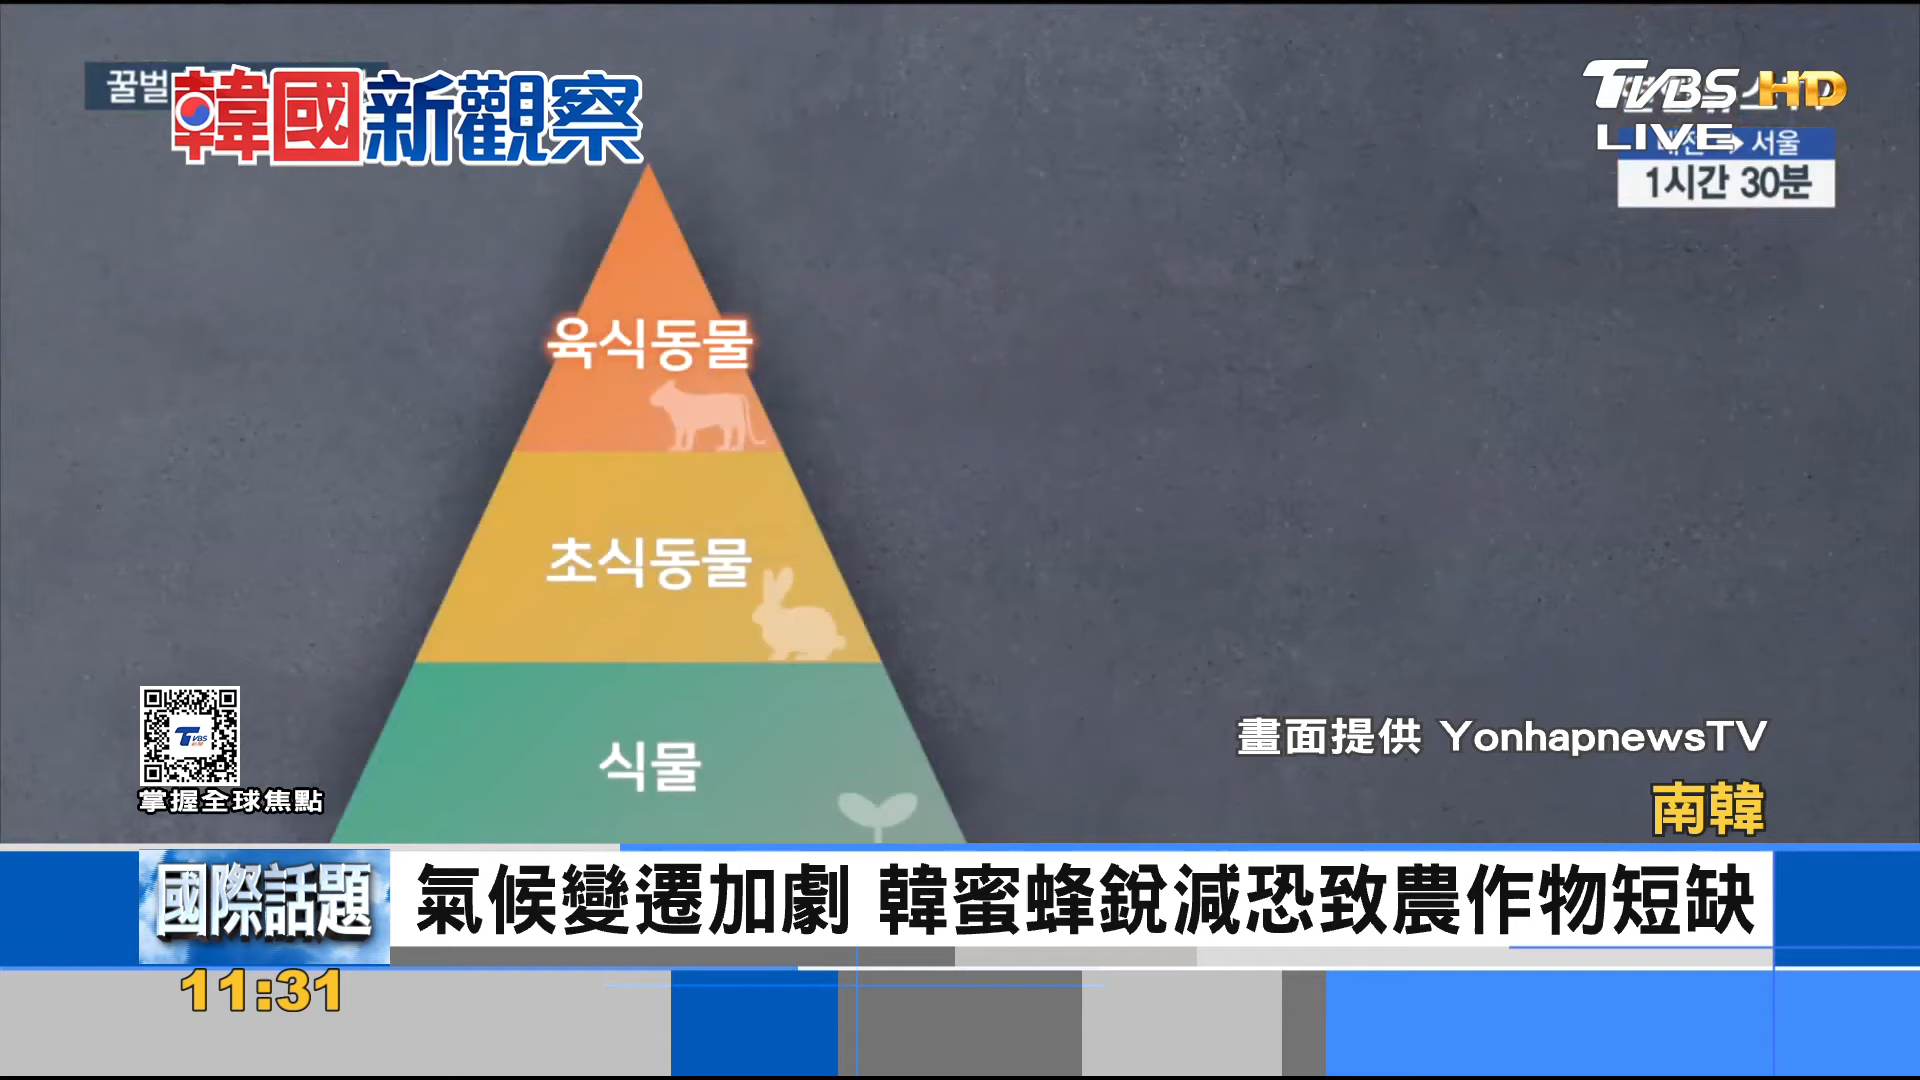 꿀벌
韓國新觀察
TVBS HD
LIVE
서울
1시간 30분
육식동물
초식동물
식물
TVBS
掌握全球焦點
畫面提供 YonhapnewsTV
南韓
國際話題
氣候變遷加劇 韓蜜蜂銳減恐致農作物短缺
11:31